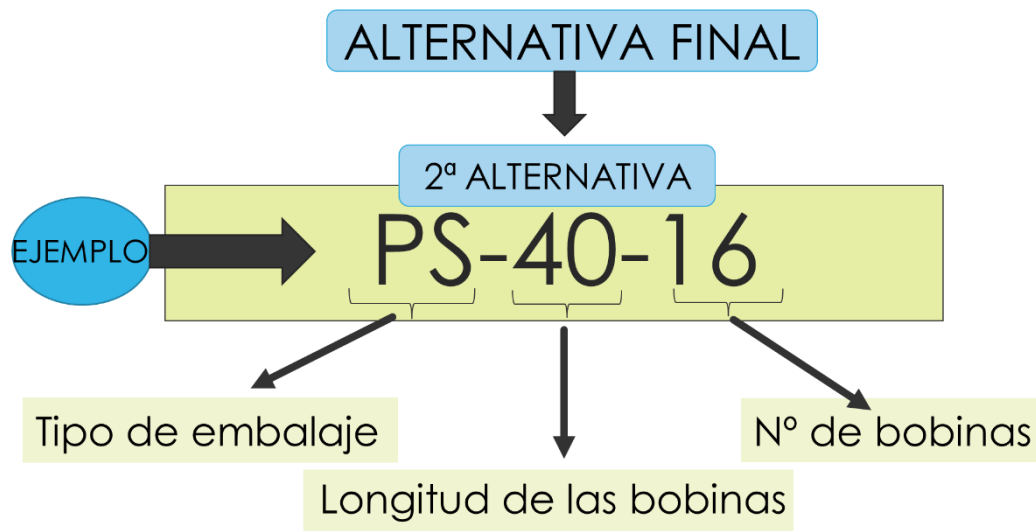 ALTERNATIVA FINAL
2ª ALTERNATIVA
EJEMPLO
PS-40-16
Tipo de embalaje
Nº de bobinas
Longitud de las bobinas